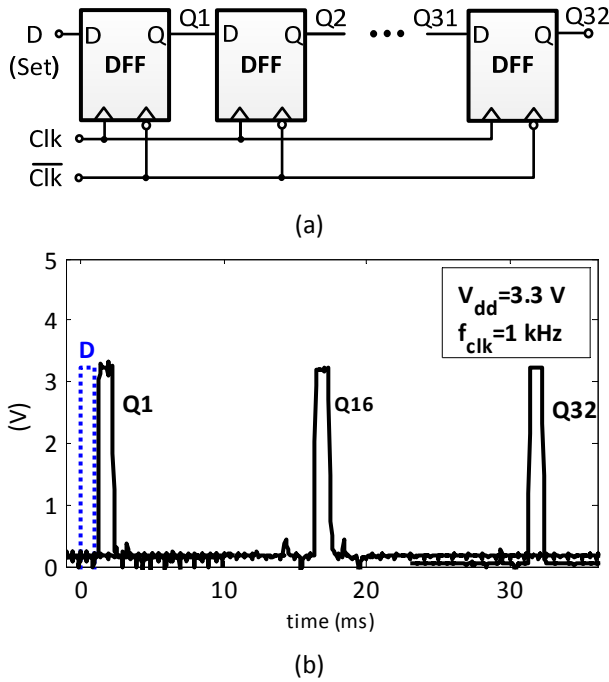 D Q Q1 D Q Q2 ••• Q31 D Q Q32
(Set) DFF DFF DFF
Clk
Clk
(a)
5
4
3
2
1
0
(V)
D
Q1
Q16
Q32
Vdd=3.3 V
fclk=1 kHz
0 10 20 30
time (ms)
(b)